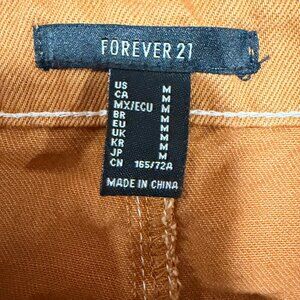 FOREVER 21
US M
CA M
MX/ECU M
BR M
EU M
UK M
KR M
JP M
CN 165/72A
MADE IN CHINA